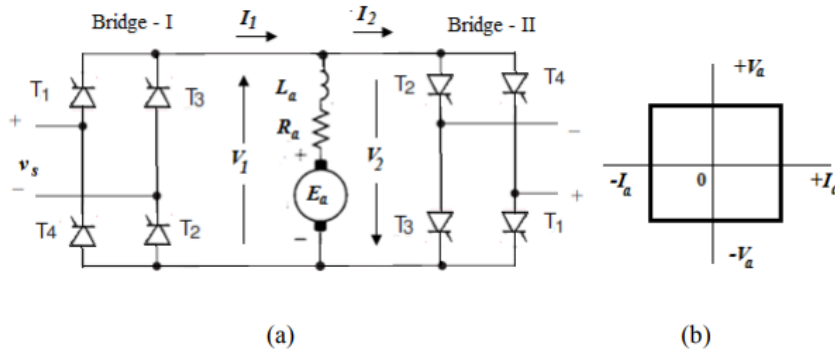 Bridge - I
I1
I2
Bridge - II
T1
T3
La
Ra
T2
T4
+
vs
-
V1
+
Ea
-
V2
-
+
T4
T2
T3
T1
(a)
+Va
-Ia
0
+Ia
-Va
(b)